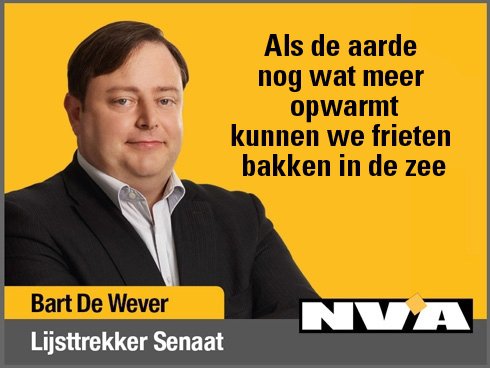 Als de aarde
nog wat meer
opwarmt
kunnen we frieten
bakken in de zee
Bart De Wever
Lijsttrekker Senaat
N-VA